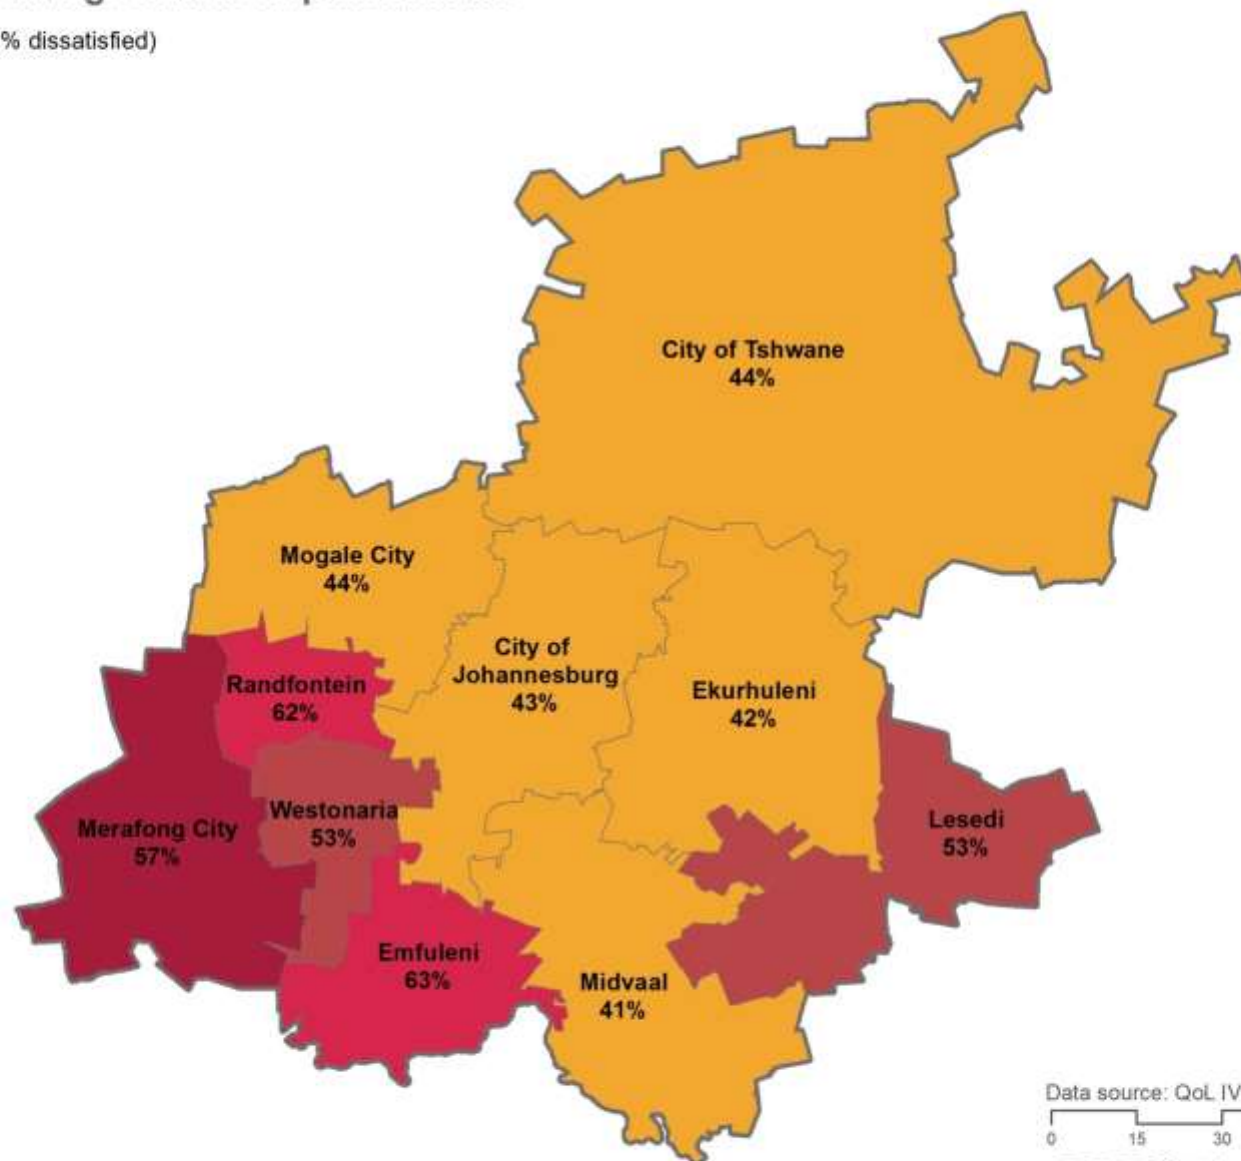 % dissatisfied)
City of Tshwane
44%
Mogale City
44%
City of
Johannesburg
43%
Ekurhuleni
42%
Randfontein
62%
Westonaria
53%
Merafong City
57%
Lesedi
53%
Emfuleni
63%
Midvaal
41%
Data source: QoL IV
0 15 30